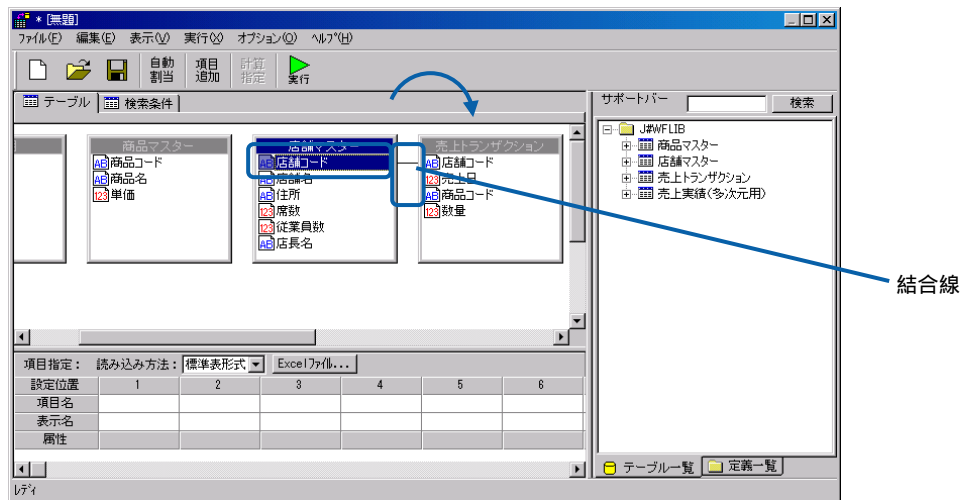 * [無題]
ファイル(F) 編集(E) 表示(V) 実行(X) オプション(O) ヘルプ(H)
自動割当 項目追加 計算指定 実行
テーブル 検索条件
サポートバー 検索
商品マスター
商品コード
商品名
単価
店舗マスター
店舗コード
店舗名
住所
席数
従業員数
店長名
売上トランザクション
店舗コード
売上日
商品コード
数量
J#WFLIB
商品マスター
店舗マスター
売上トランザクション
売上実績(多次元用)
結合線
項目指定: 読み込み方法: 標準表形式 Excelファイル...
設定位置 1 2 3 4 5 6
項目名
表示名
属性
テーブル一覧 定義一覧
レディ